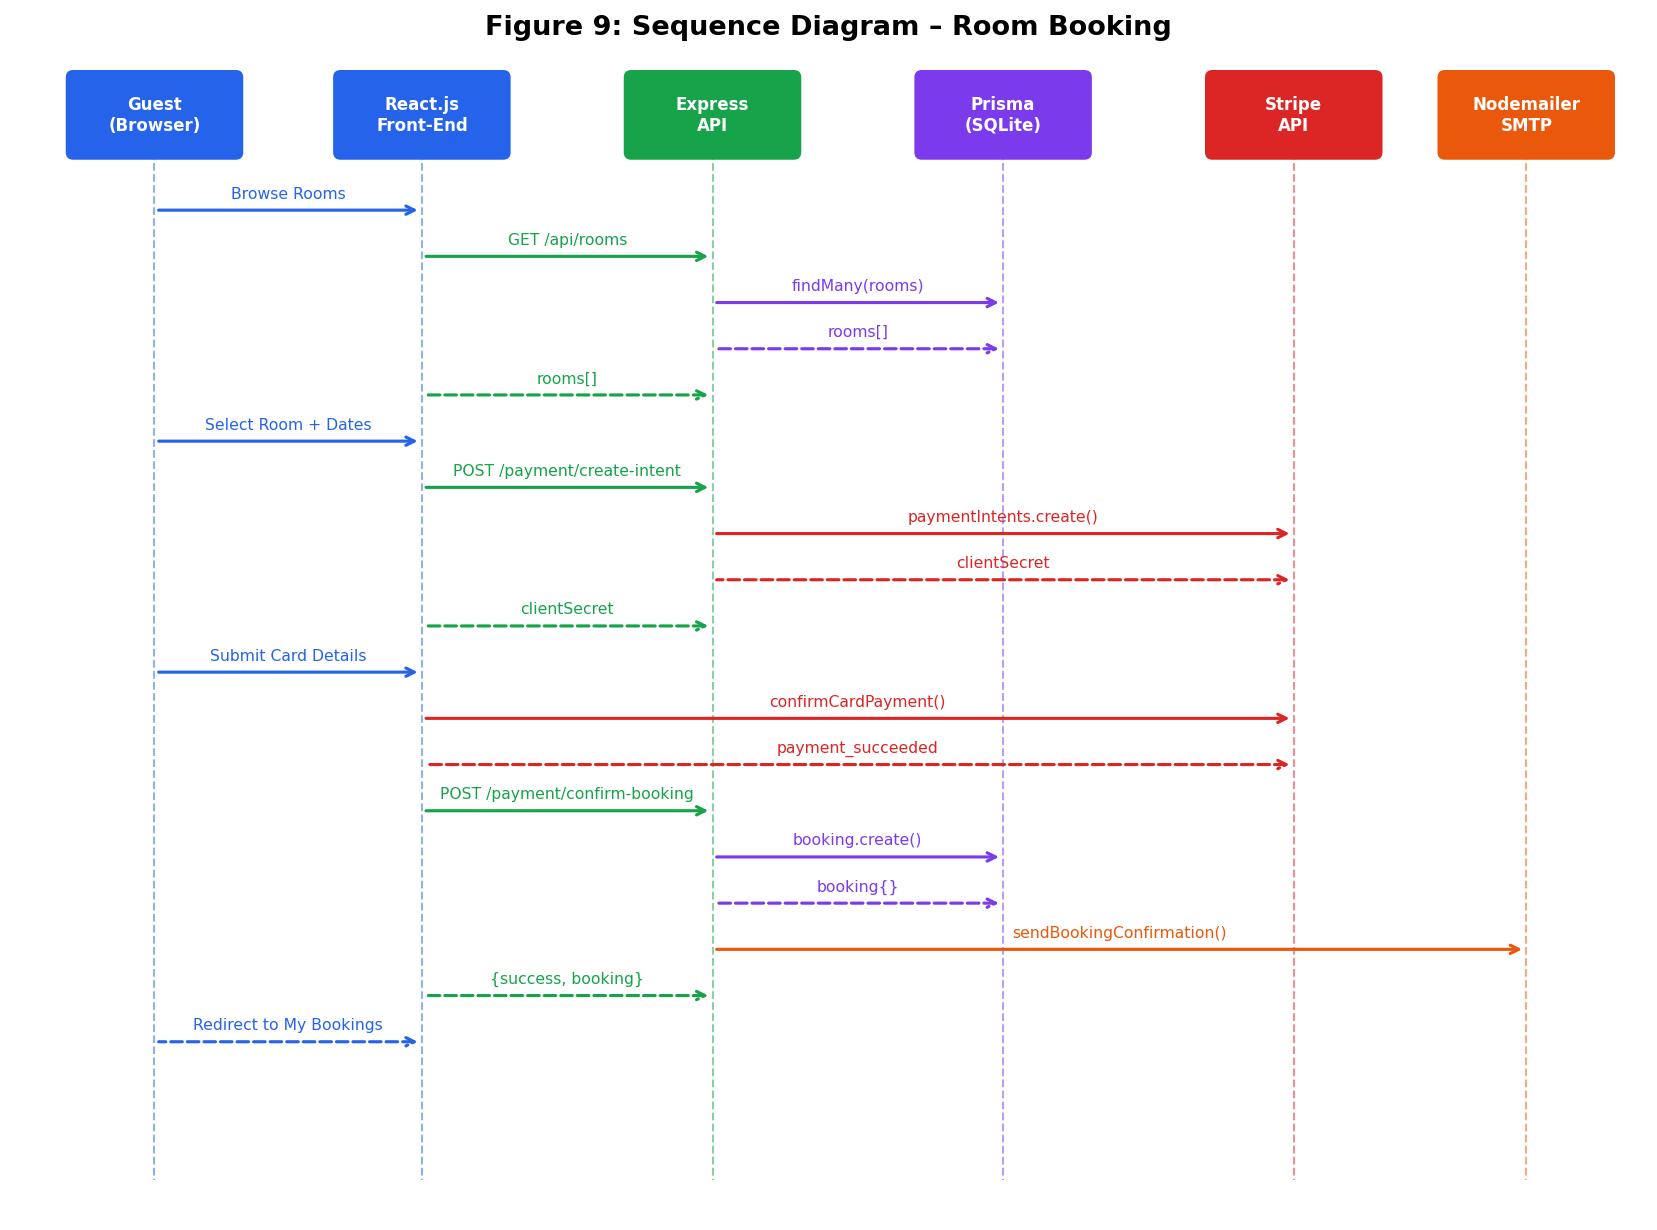 Figure 9: Sequence Diagram – Room Booking
Guest
(Browser)
React.js
Front-End
Express
API
Prisma
(SQLite)
Stripe
API
Nodemailer
SMTP
Browse Rooms
GET /api/rooms
findMany(rooms)
rooms[]
rooms[]
Select Room + Dates
POST /payment/create-intent
paymentIntents.create()
clientSecret
clientSecret
Submit Card Details
confirmCardPayment()
payment_succeeded
POST /payment/confirm-booking
booking.create()
booking{}
sendBookingConfirmation()
{success, booking}
Redirect to My Bookings